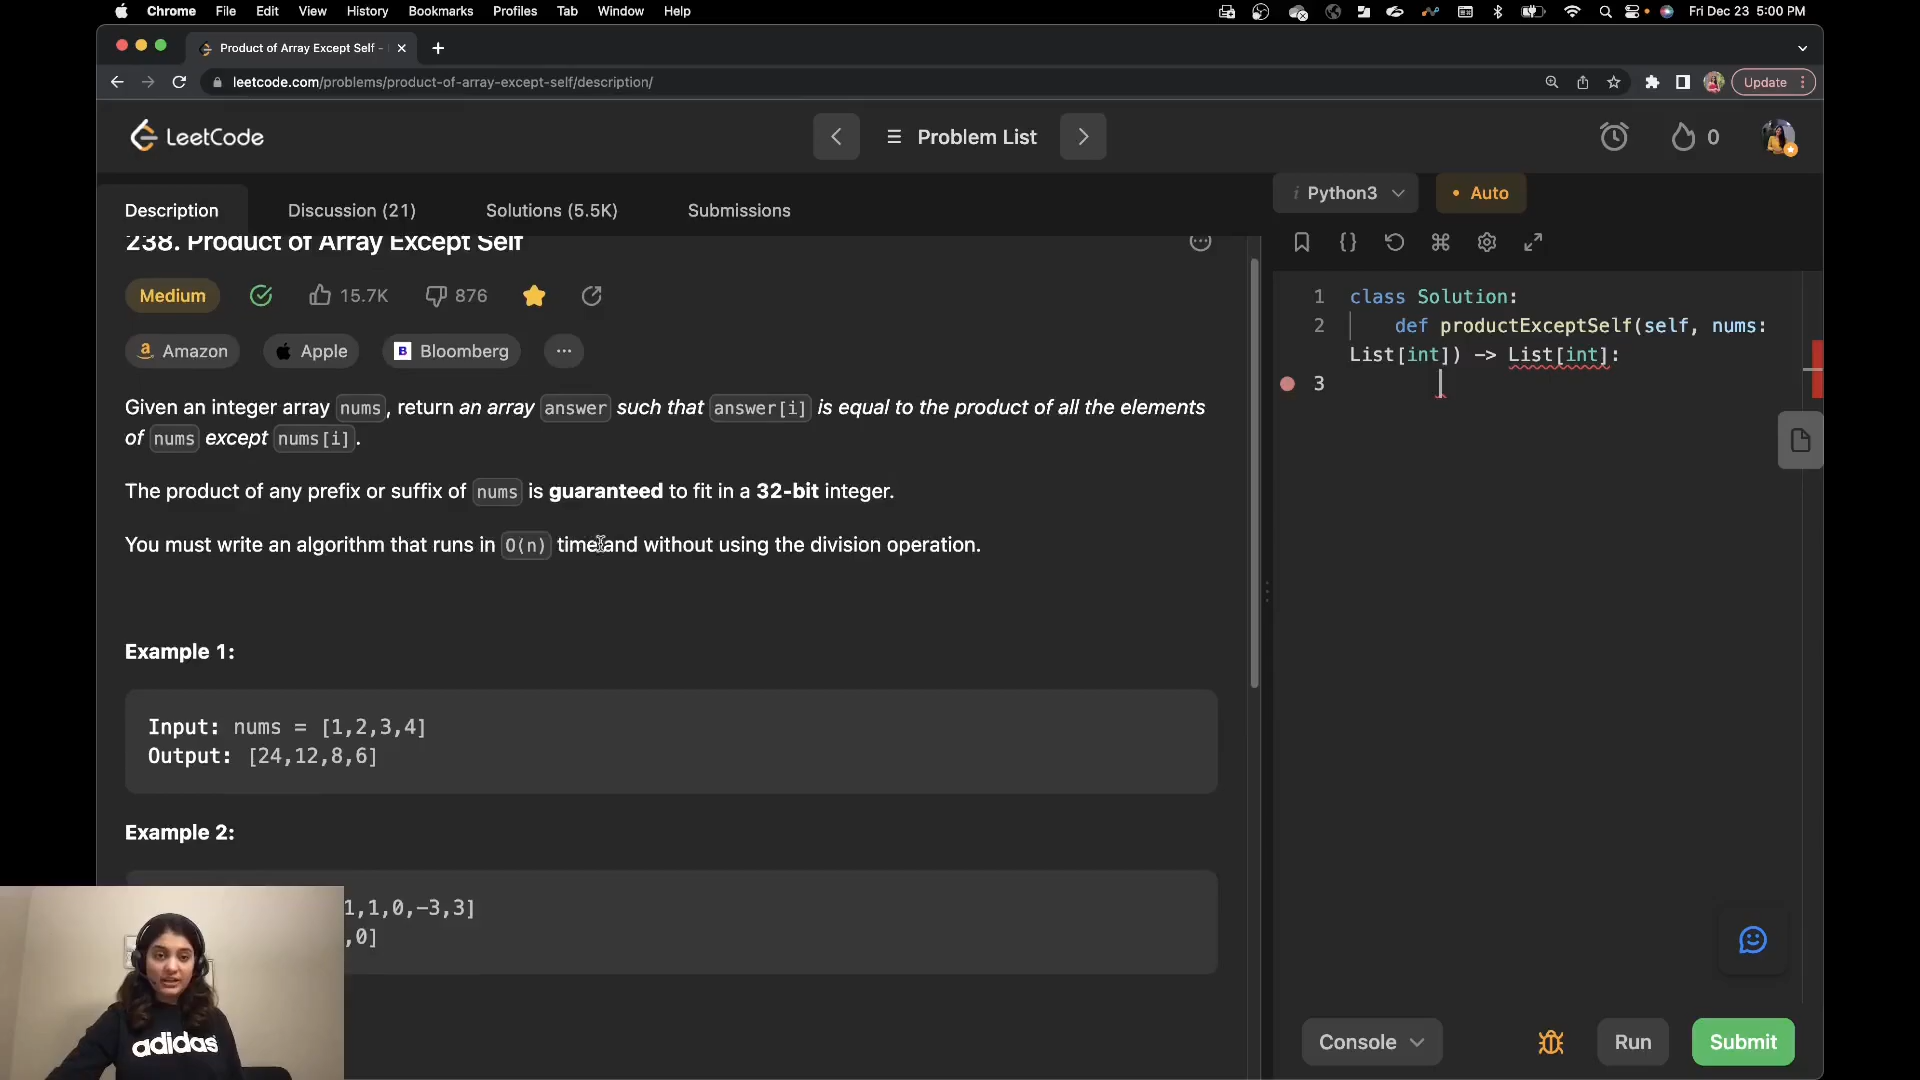 Chrome File Edit View History Bookmarks Profiles Tab Window Help
Fri Dec 23 5:00 PM
Product of Array Except Self -
leetcode.com/problems/product-of-array-except-self/description/
Update
LeetCode
Problem List
0
Description
Discussion (21)
Solutions (5.5K)
Submissions
Python3
Auto
238. Product of Array Except Self
Medium
15.7K
876
Amazon
Apple
B Bloomberg
Given an integer array nums, return an array answer such that answer[i] is equal to the product of all the elements
of nums except nums[i].
The product of any prefix or suffix of nums is guaranteed to fit in a 32-bit integer.
You must write an algorithm that runs in O(n) time and without using the division operation.
Example 1:
Input: nums = [1,2,3,4]
Output: [24,12,8,6]
Example 2:
1,1,0,-3,3]
,0]
adidas
1 class Solution:
2 def productExceptSelf(self, nums:
List[int]) -> List[int]:
3
Console
Run
Submit